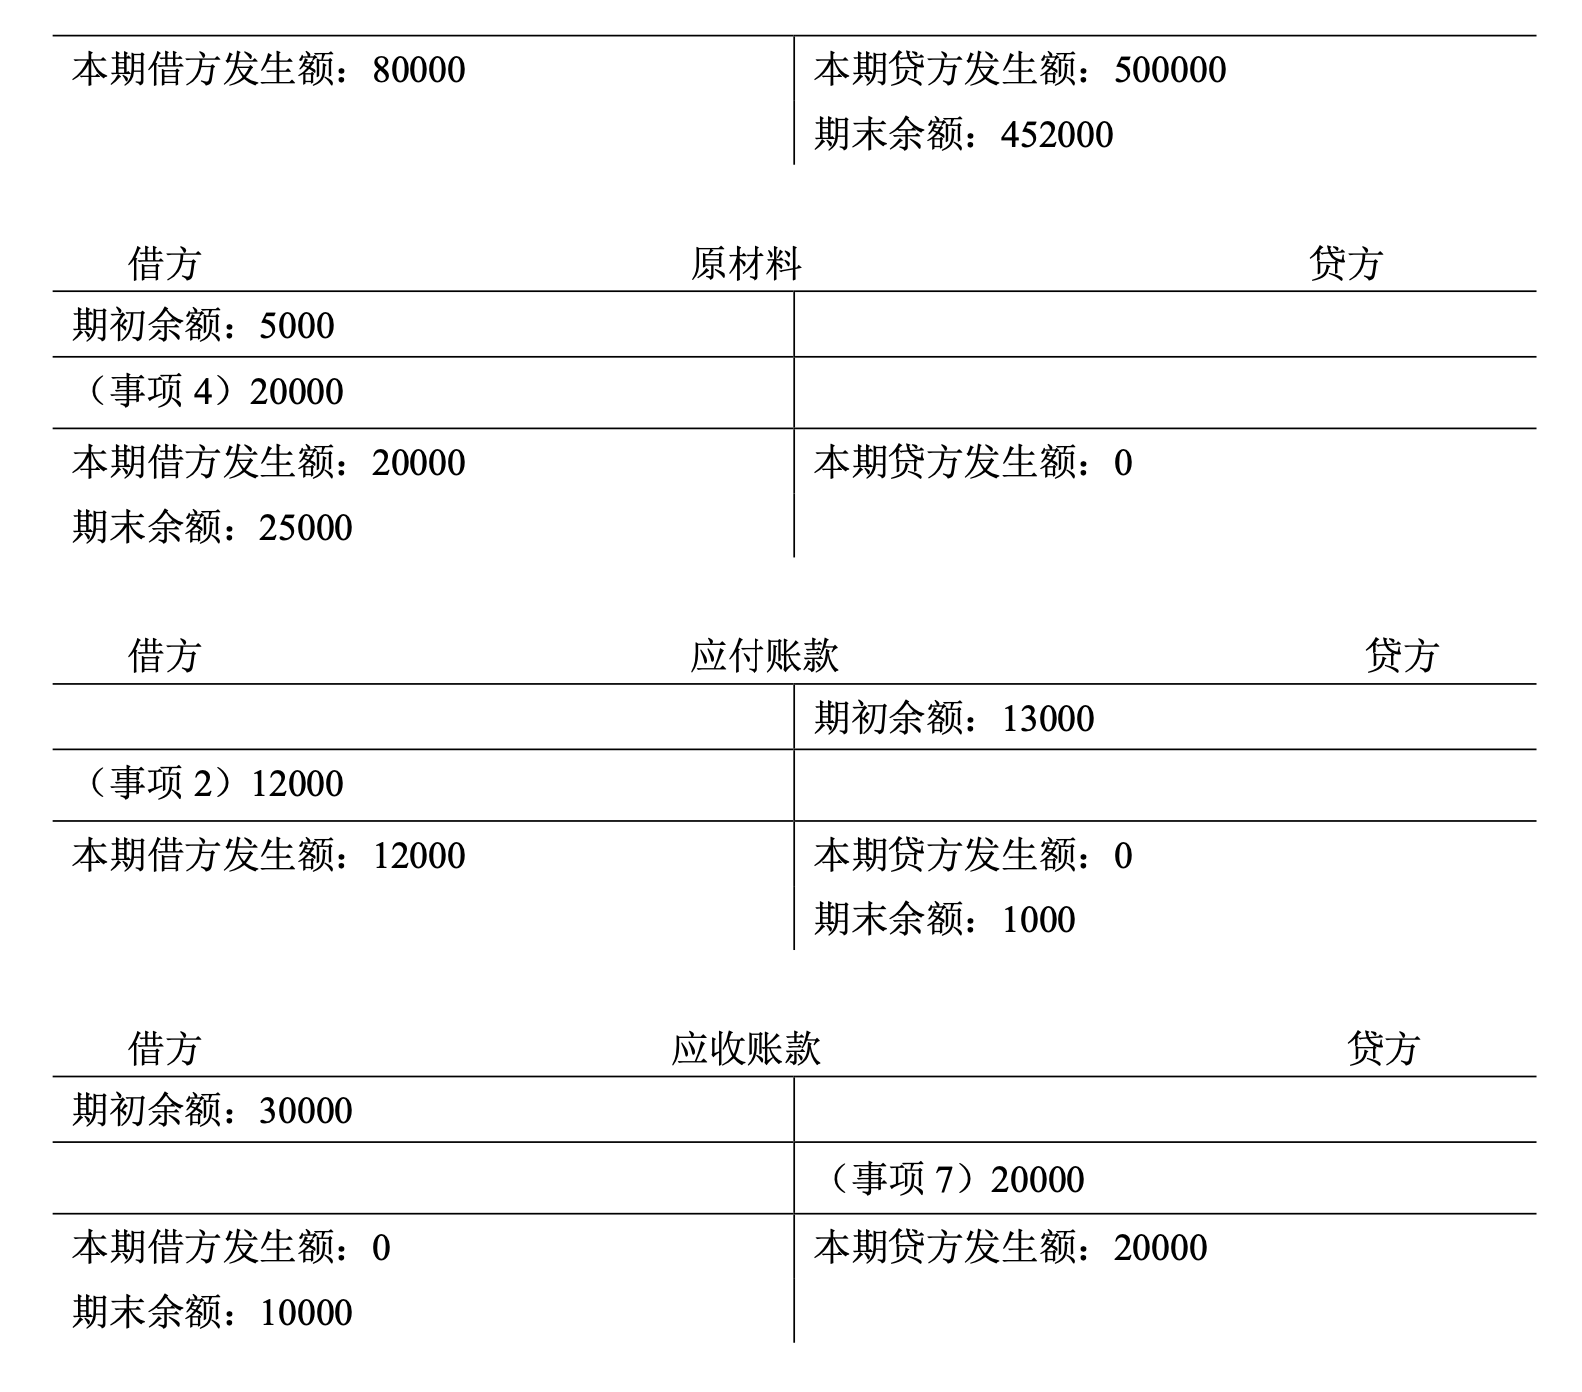 本期借方发生额：80000 本期贷方发生额：500000
期末余额：452000
借方 原材料 贷方
期初余额：5000
（事项 4）20000
本期借方发生额：20000 本期贷方发生额：0
期末余额：25000
借方 应付账款 贷方
期初余额：13000
（事项 2）12000
本期借方发生额：12000 本期贷方发生额：0
期末余额：1000
借方 应收账款 贷方
期初余额：30000
（事项 7）20000
本期借方发生额：0 本期贷方发生额：20000
期末余额：10000